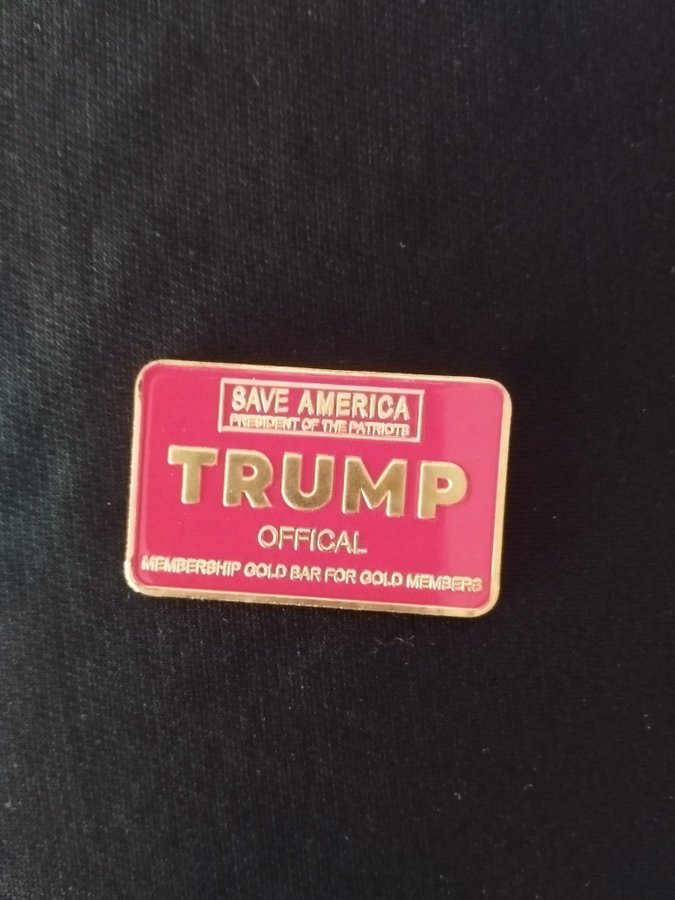 SAVE AMERICA
PRESIDENT OF THE PATRIOTS
TRUMP
OFFICAL
MEMBERSHIP GOLD BAR FOR GOLD MEMBERS